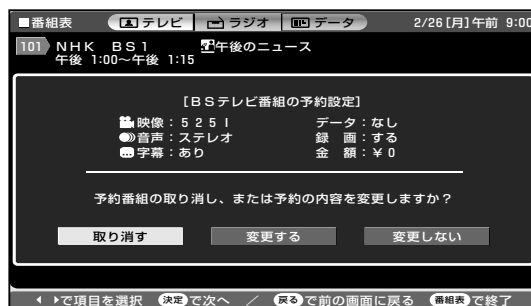 ■番組表 テレビ ラジオ データ 2/26[月]午前 9:00
101 NHK BS1 午後のニュース
午後 1:00〜午後 1:15
[BSテレビ番組の予約設定]
映像:525I データ:なし
音声:ステレオ 録 画:する
字幕:あり 金 額:¥0
予約番組の取り消し、または予約の内容を変更しますか?
取り消す 変更する 変更しない
で項目を選択 決定で次へ / 戻るで前の画面に戻る 番組表で終了